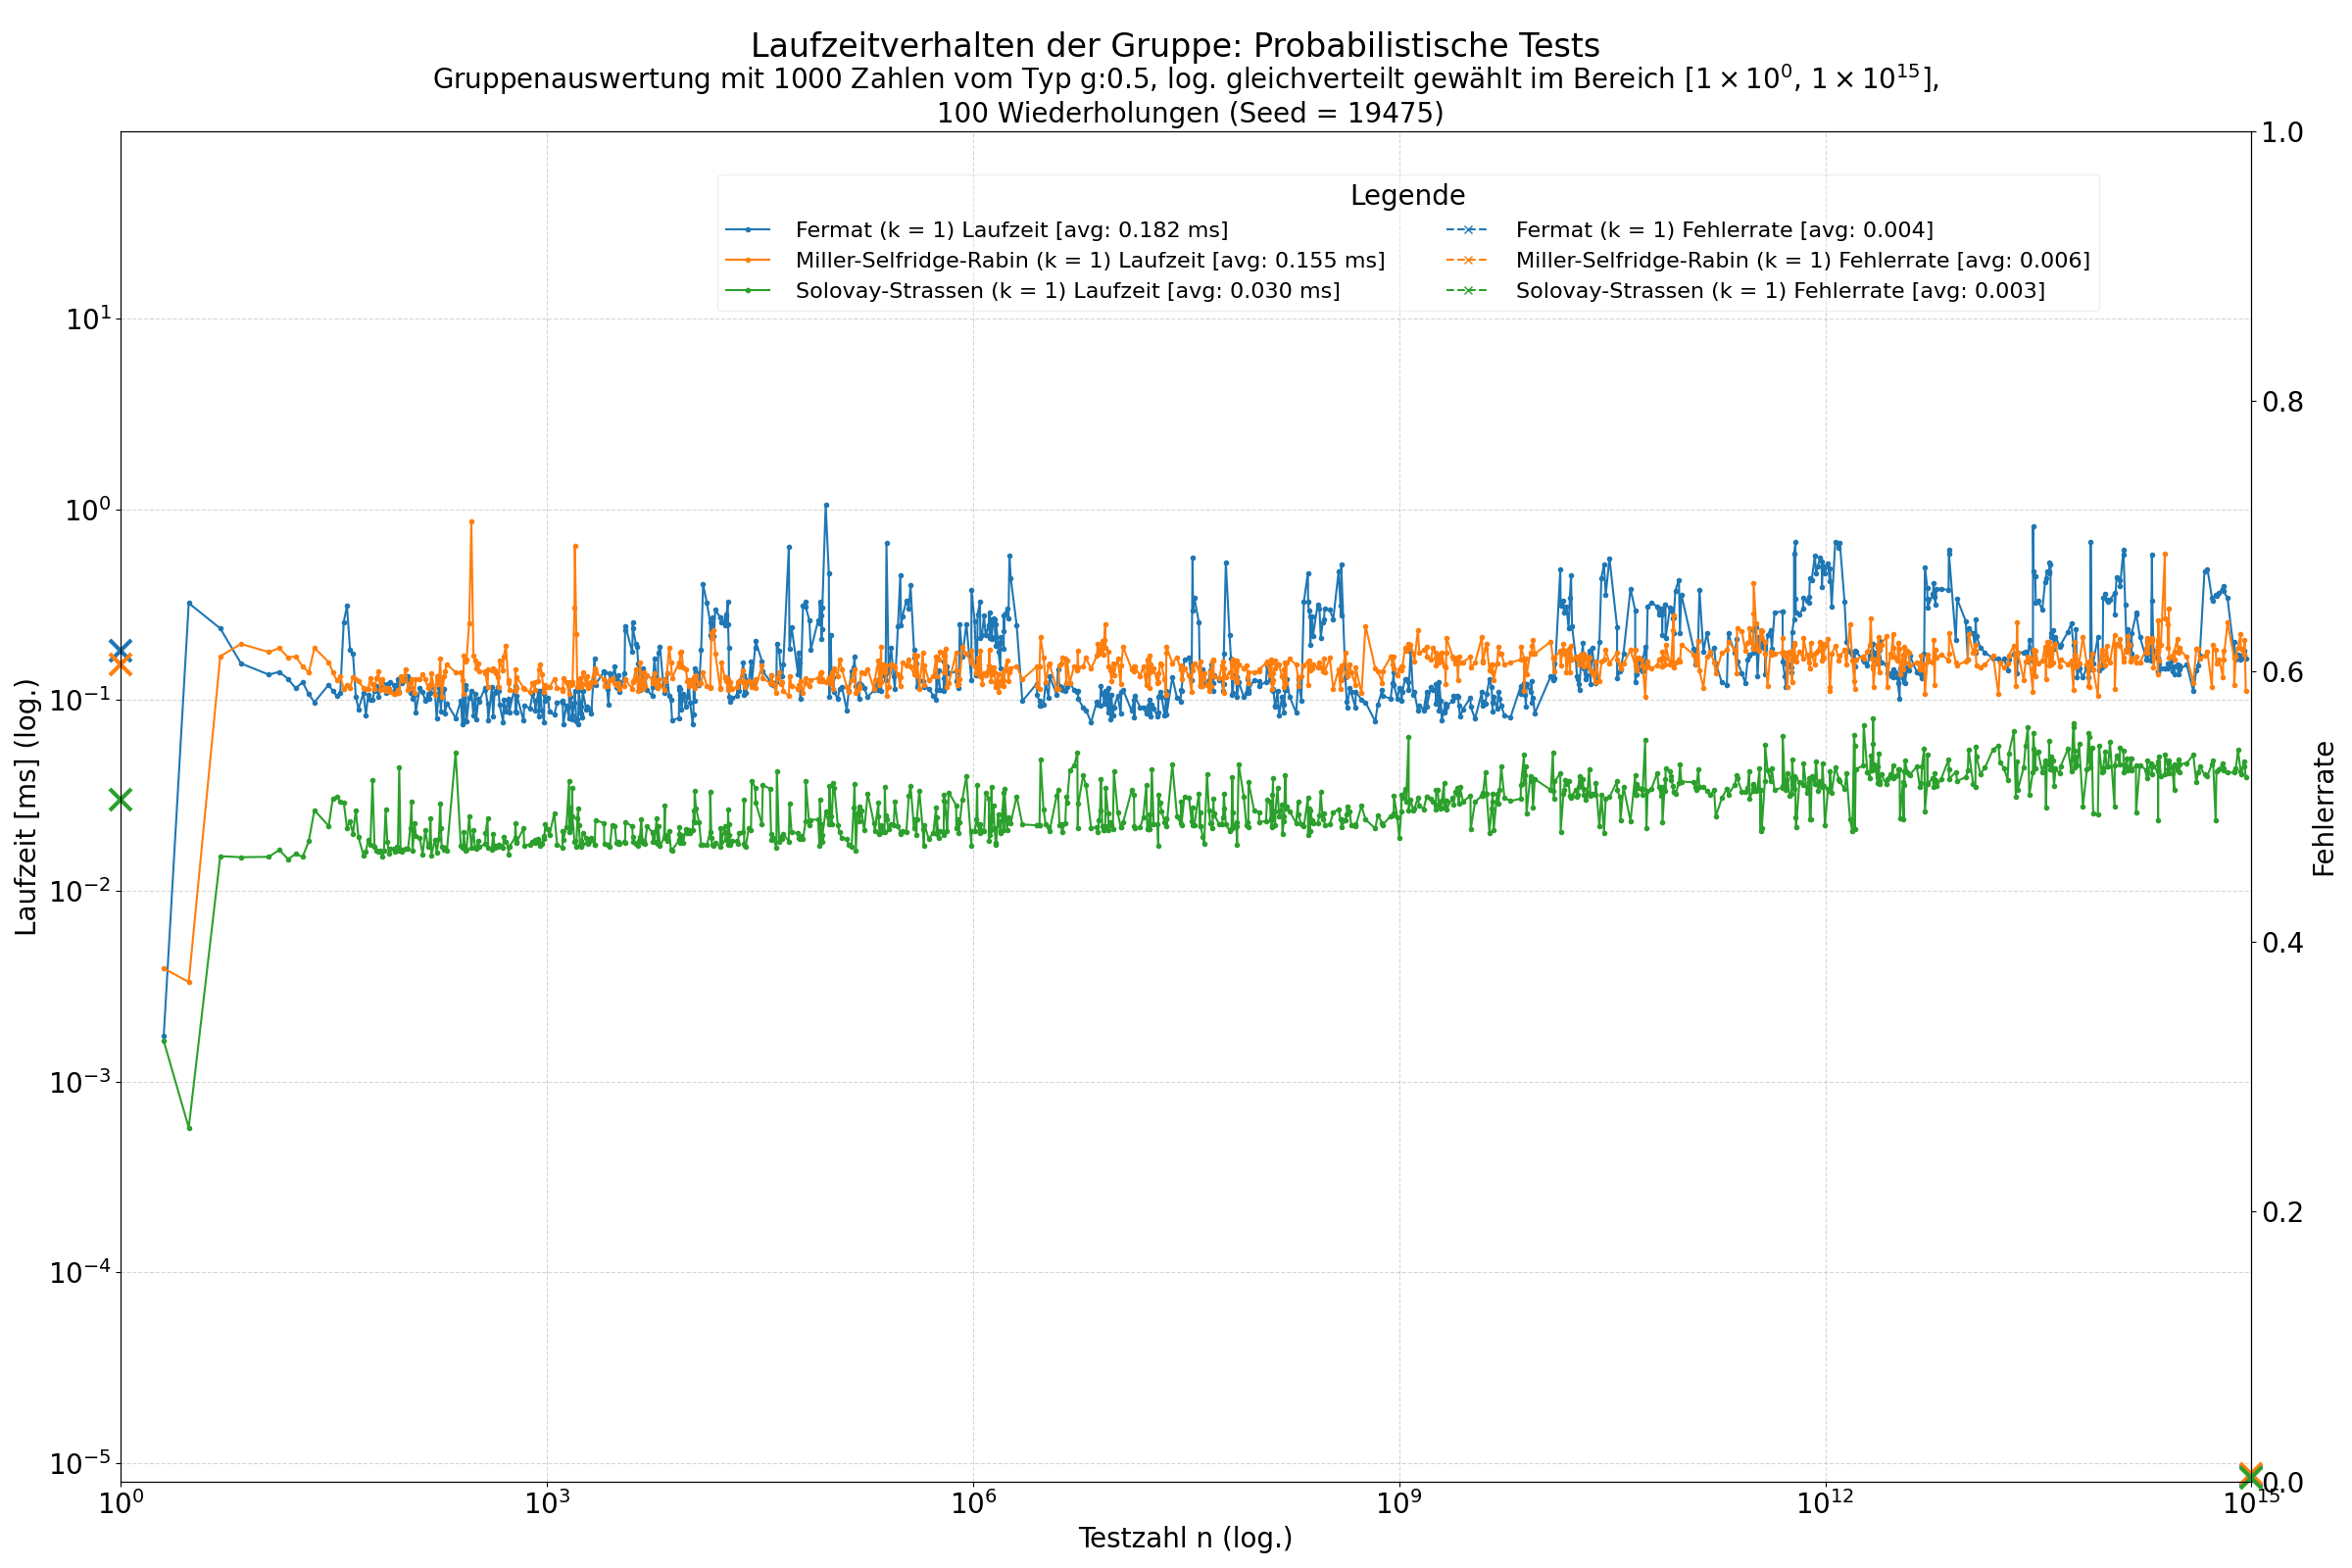 Laufzeitverhalten der Gruppe: Probabilistische Tests
Gruppenauswertung mit 1000 Zahlen vom Typ g:0.5, log. gleichverteilt gewählt im Bereich [1 × 10⁰, 1 × 10¹⁵],
100 Wiederholungen (Seed = 19475)
Legende
Fermat (k = 1) Laufzeit [avg: 0.182 ms]
Miller-Selfridge-Rabin (k = 1) Laufzeit [avg: 0.155 ms]
Solovay-Strassen (k = 1) Laufzeit [avg: 0.030 ms]
Fermat (k = 1) Fehlerrate [avg: 0.004]
Miller-Selfridge-Rabin (k = 1) Fehlerrate [avg: 0.006]
Solovay-Strassen (k = 1) Fehlerrate [avg: 0.003]
Laufzeit [ms] (log.)
10¹
10⁰
10⁻¹
10⁻²
10⁻³
10⁻⁴
10⁻⁵
1.0
0.8
0.6
0.4
0.2
0.0
Fehlerrate
10⁰
10³
10⁶
10⁹
10¹²
10¹⁵
Testzahl n (log.)